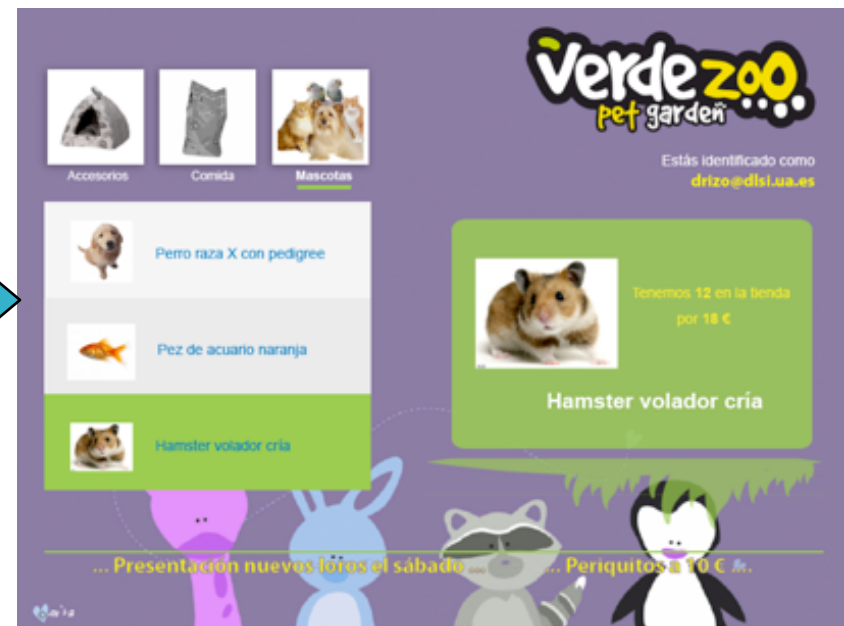 Verdezoo
pet garden
Accesorios
Comida
Mascotas
Estás identificado como
drizo@dlsi.ua.es
Perro raza X con pedigree
Pez de acuario naranja
Hamster volador cría
Tenemos 12 en la tienda
por 18 €
Hamster volador cría
... Presentación nuevos loros el sábado ... ... Periquitos a 10 € ...